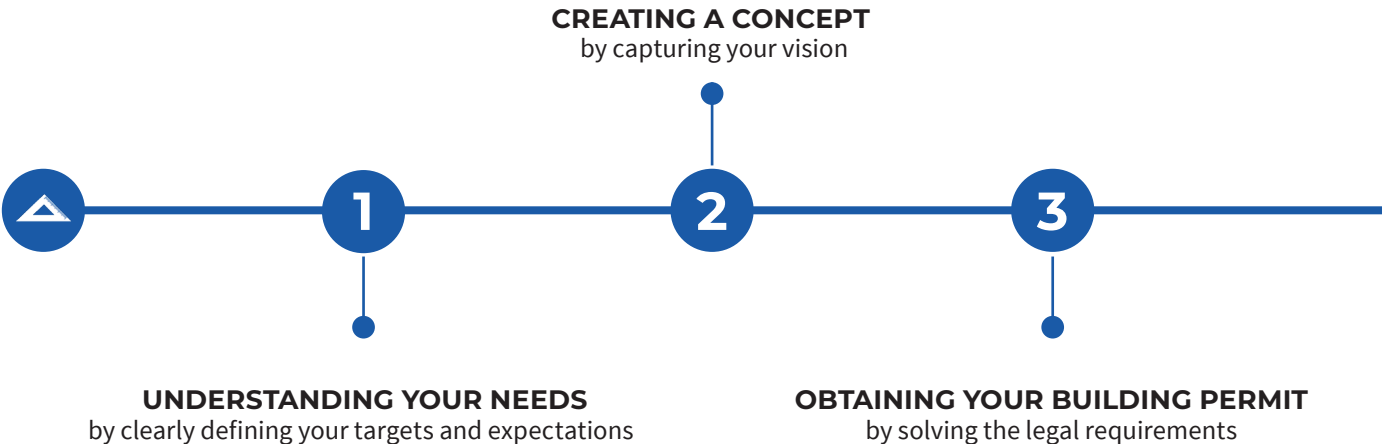 CREATING A CONCEPT
by capturing your vision
1
2
3
UNDERSTANDING YOUR NEEDS
by clearly defining your targets and expectations
OBTAINING YOUR BUILDING PERMIT
by solving the legal requirements